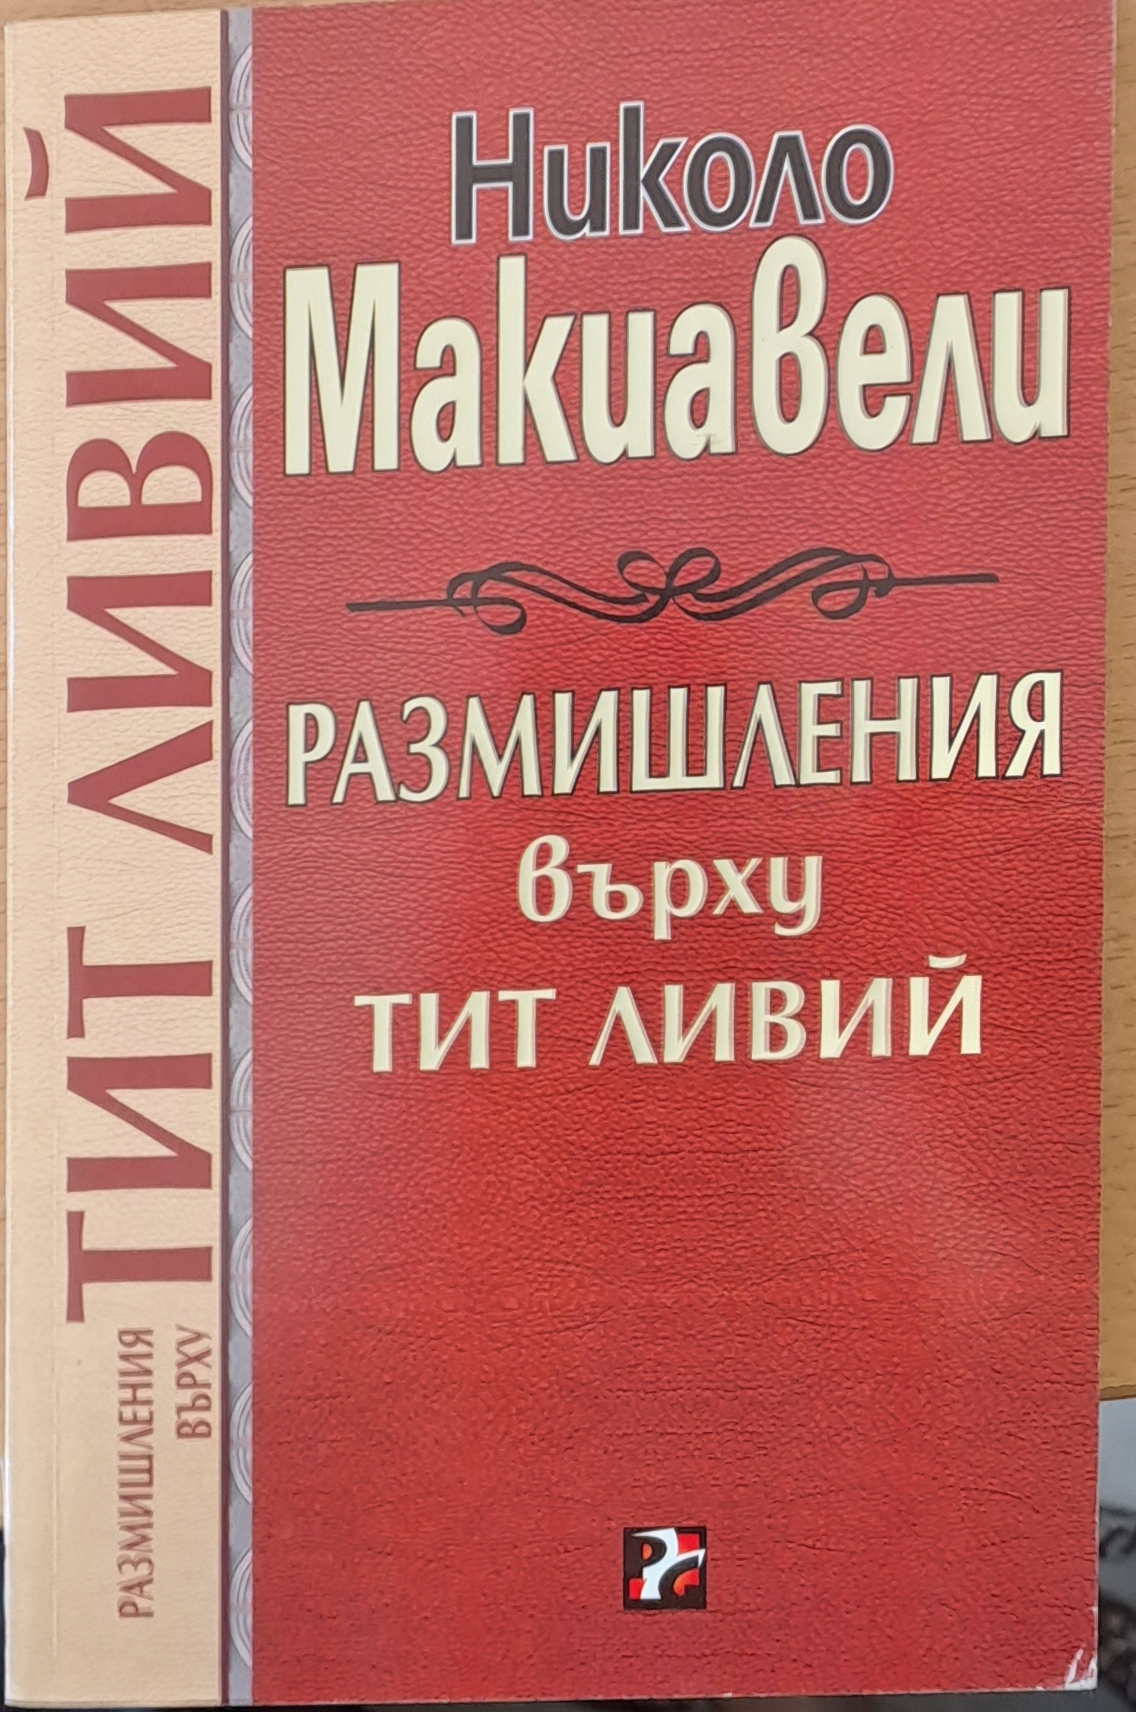 Николо
Макиавели
РАЗМИШЛЕНИЯ
върху
ТИТ ЛИВИЙ
РАЗМИШЛЕНИЯ
ВЪРХУ
ТИТ ЛИВИЙ